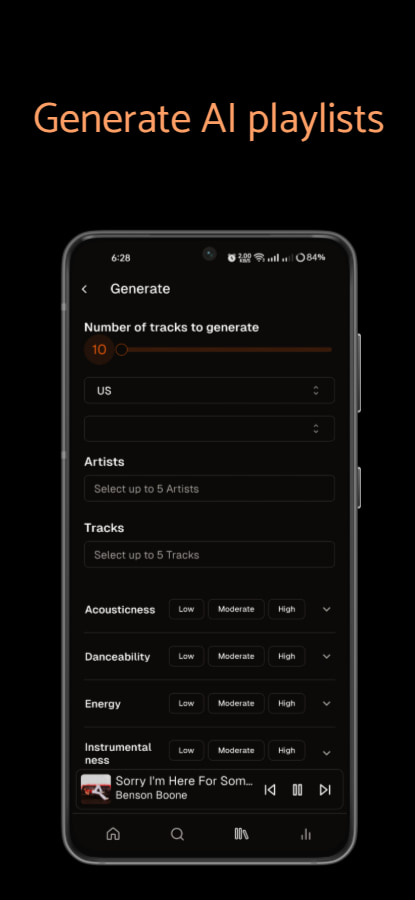 Generate AI playlists
6:28
2.00 KB/S
84%
Generate
Number of tracks to generate
10
US
Artists
Select up to 5 Artists
Tracks
Select up to 5 Tracks
Acousticness Low Moderate High
Danceability Low Moderate High
Energy Low Moderate High
Instrumental
ness Low Moderate High
Sorry I'm Here For Som...
Benson Boone